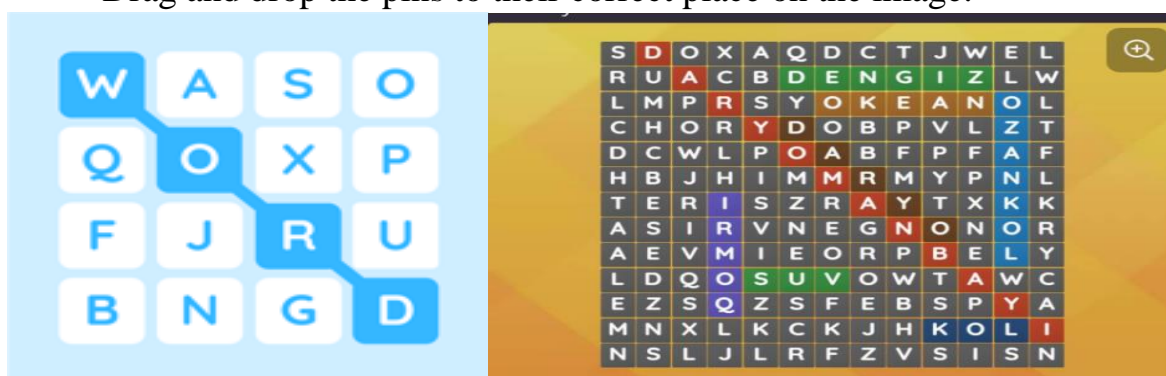 Drag and drop the pins to their correct place on the image.
W A S O
Q O X P
F J R U
B N G D
S D O X A Q D C T J W E L
R U A C B D E N G I Z L W
L M P R S Y O K E A N O L
C H O R Y D O B P V L Z T
D C W L P O A B F P F A F
H B J H I M M R M Y P N L
T E R I S Z R A Y T X K K
A S I R V N E G N O N O R
A E V M I E O R P B E L Y
L D Q O S U V O W T A W C
E Z S Q Z S F E B S P Y A
M N X L K C K J H K O L I
N S L J L R F Z V S I S N